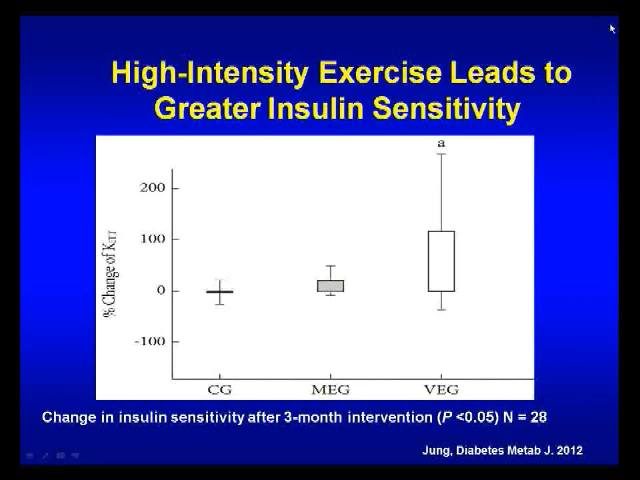 High-Intensity Exercise Leads to
Greater Insulin Sensitivity
a
200
100
0
-100
% Change of KITT
CG MEG VEG
Change in insulin sensitivity after 3-month intervention (P <0.05) N = 28
Jung, Diabetes Metab J. 2012